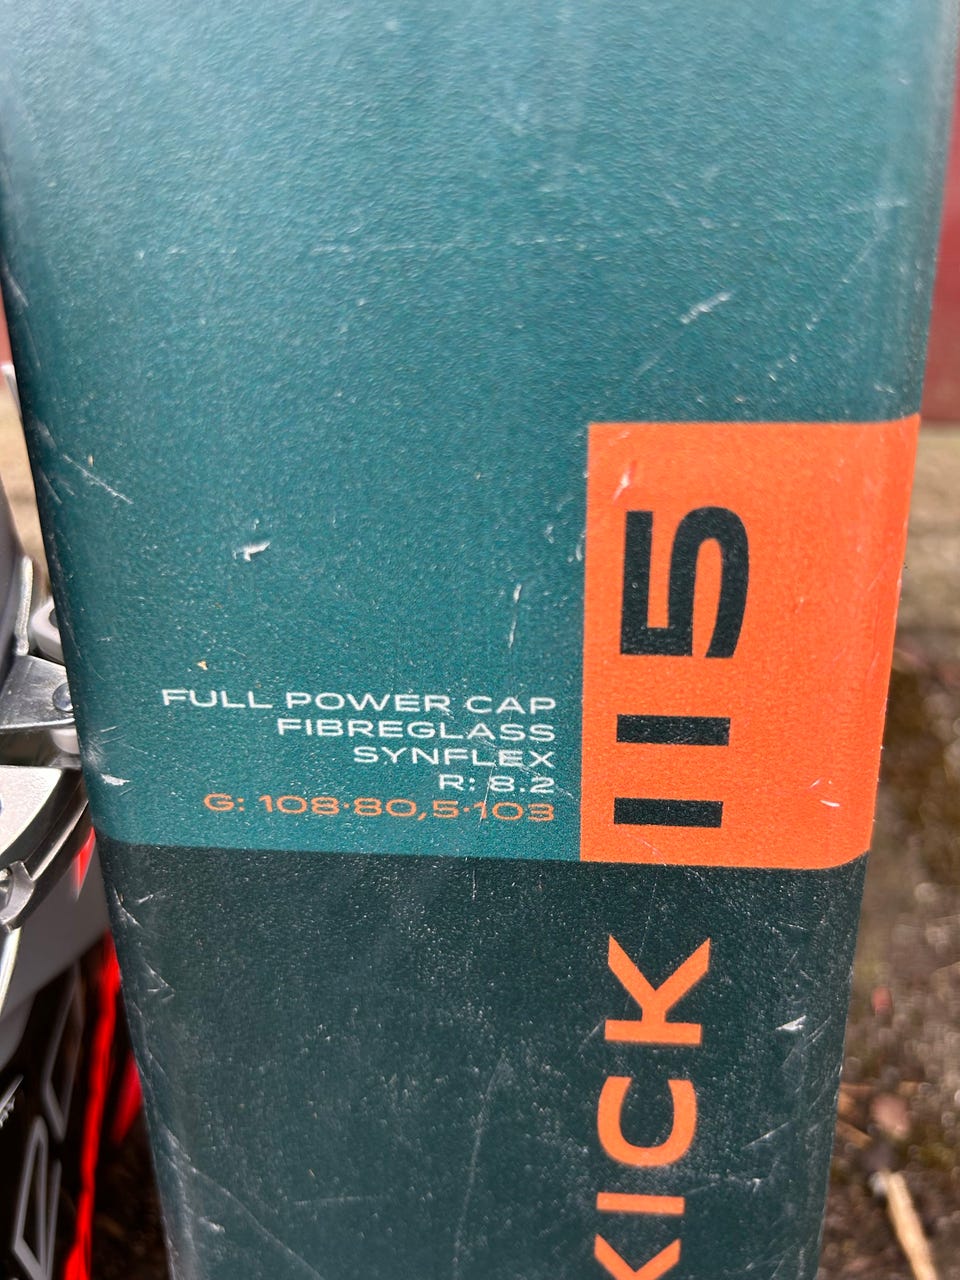 FULL POWER CAP
FIBREGLASS
SYNFLEX
R: 8.2
G: 108·80,5·103
KICK 115